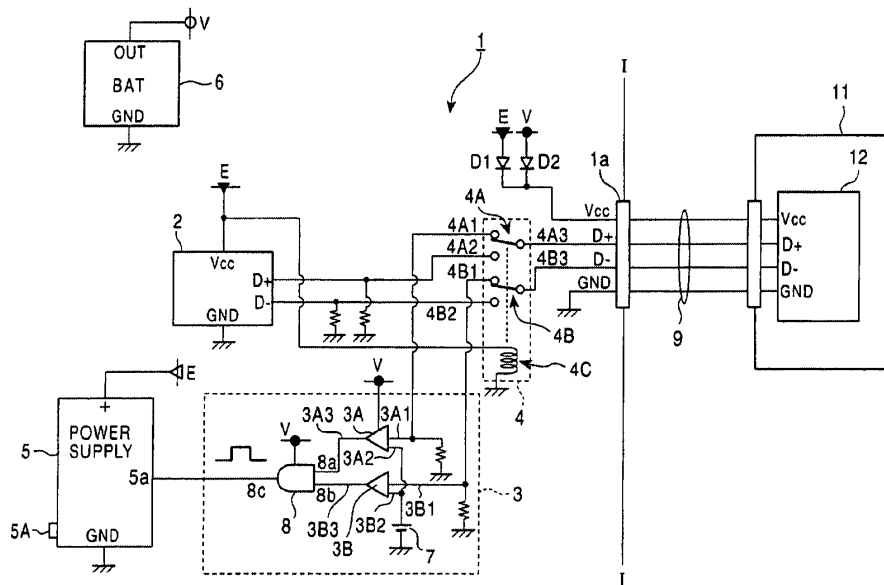 1
V
OUT
BAT
GND
6
I
11
E
V
D1
D2
1a
12
Vcc
Vcc
4A
4A1
4A3
D+
D+
4A2
4B1
4B3
D-
D-
GND
GND
4B2
4B
9
4C
4
E
2
Vcc
D+
D-
GND
E
V
5
+
POWER
SUPPLY
5a
5A
GND
V
3A3
3A
3A1
3A2
8a
8c
8b
8
3B3
3B
3B2
3B1
7
3
I